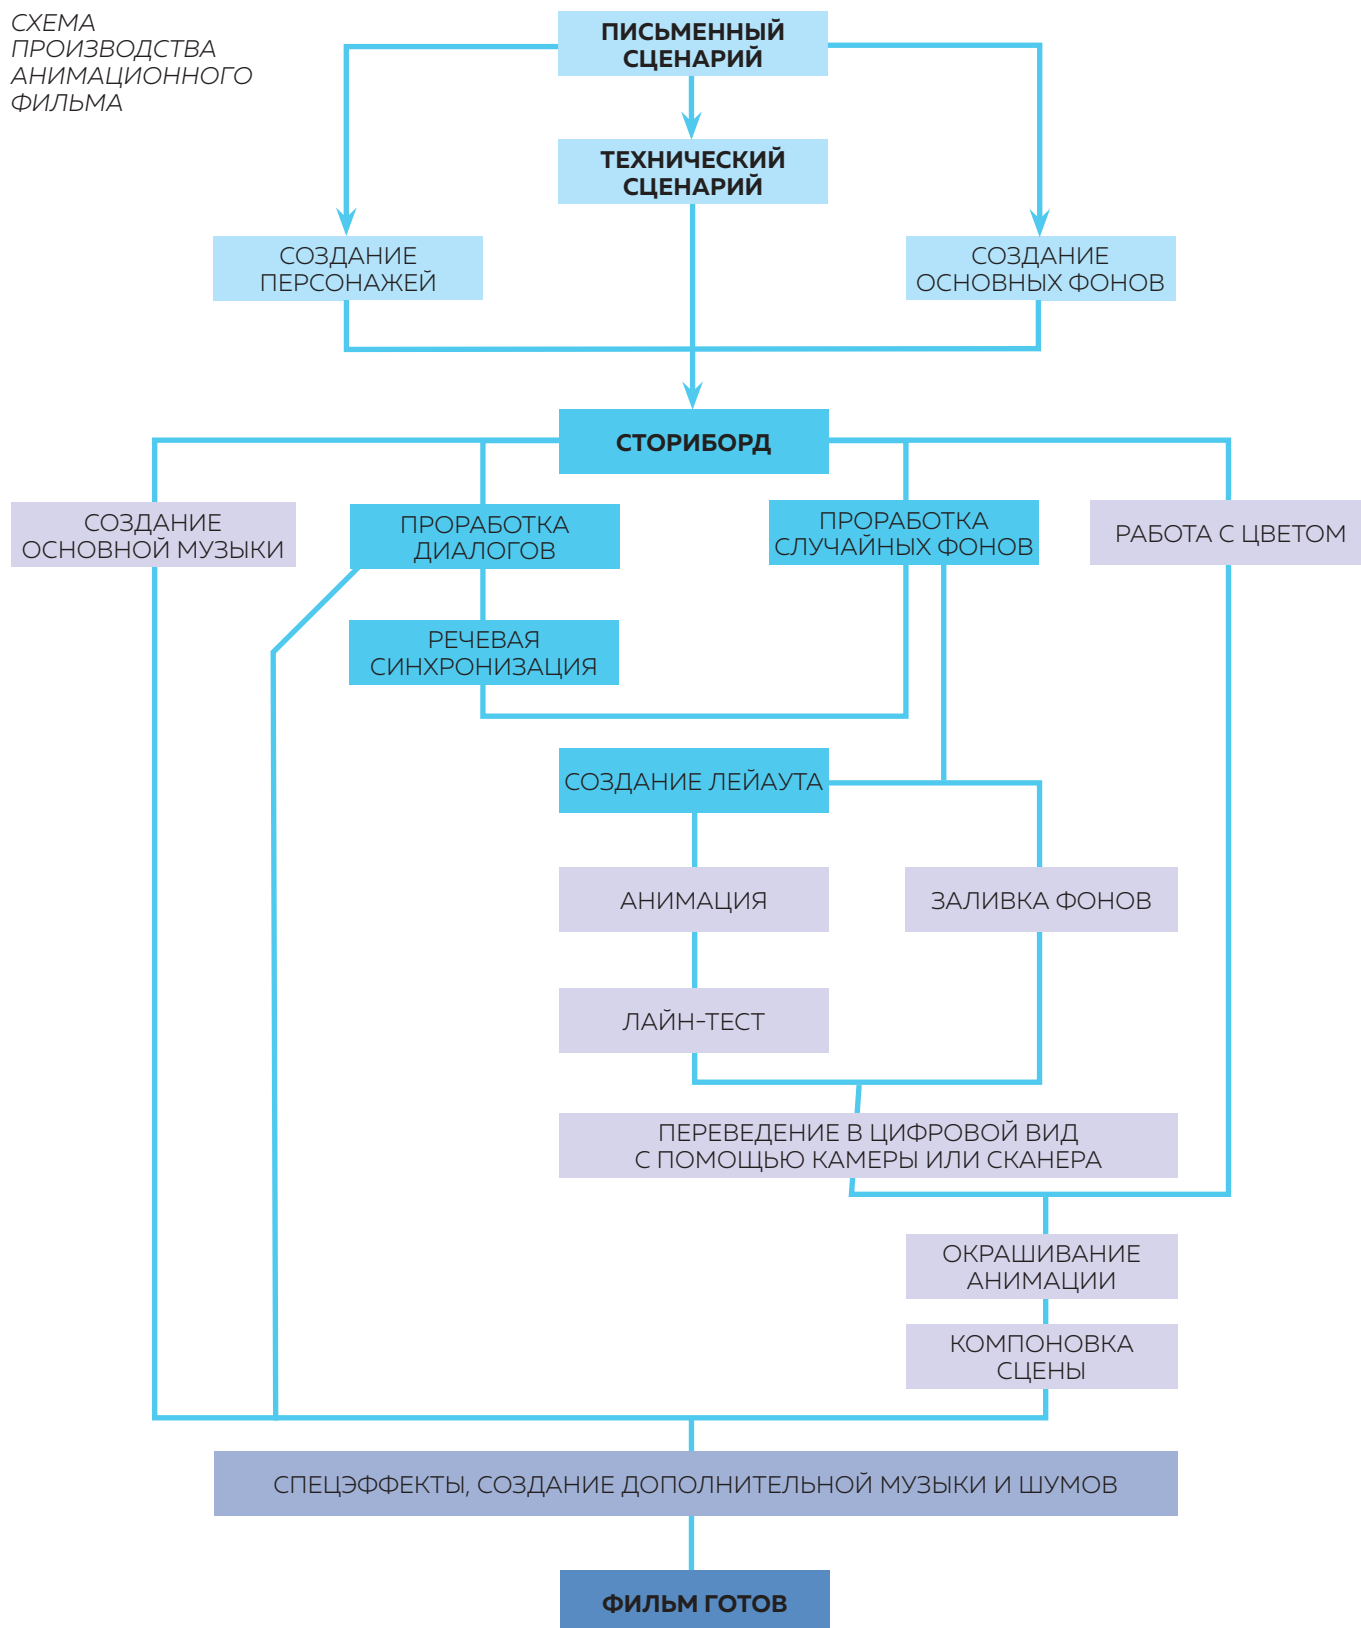 СХЕМА
ПРОИЗВОДСТВА
АНИМАЦИОННОГО
ФИЛЬМА
ПИСЬМЕННЫЙ
СЦЕНАРИЙ
ТЕХНИЧЕСКИЙ
СЦЕНАРИЙ
СОЗДАНИЕ
ПЕРСОНАЖЕЙ
СОЗДАНИЕ
ОСНОВНЫХ ФОНОВ
СТОРИБОРД
СОЗДАНИЕ
ОСНОВНОЙ МУЗЫКИ
ПРОРАБОТКА
ДИАЛОГОВ
ПРОРАБОТКА
СЛУЧАЙНЫХ ФОНОВ
РАБОТА С ЦВЕТОМ
РЕЧЕВАЯ
СИНХРОНИЗАЦИЯ
СОЗДАНИЕ ЛЕЙАУТА
АНИМАЦИЯ
ЗАЛИВКА ФОНОВ
ЛАЙН-ТЕСТ
ПЕРЕВЕДЕНИЕ В ЦИФРОВОЙ ВИД
С ПОМОЩЬЮ КАМЕРЫ ИЛИ СКАНЕРА
ОКРАШИВАНИЕ
АНИМАЦИИ
КОМПОНОВКА
СЦЕНЫ
СПЕЦЭФФЕКТЫ, СОЗДАНИЕ ДОПОЛНИТЕЛЬНОЙ МУЗЫКИ И ШУМОВ
ФИЛЬМ ГОТОВ